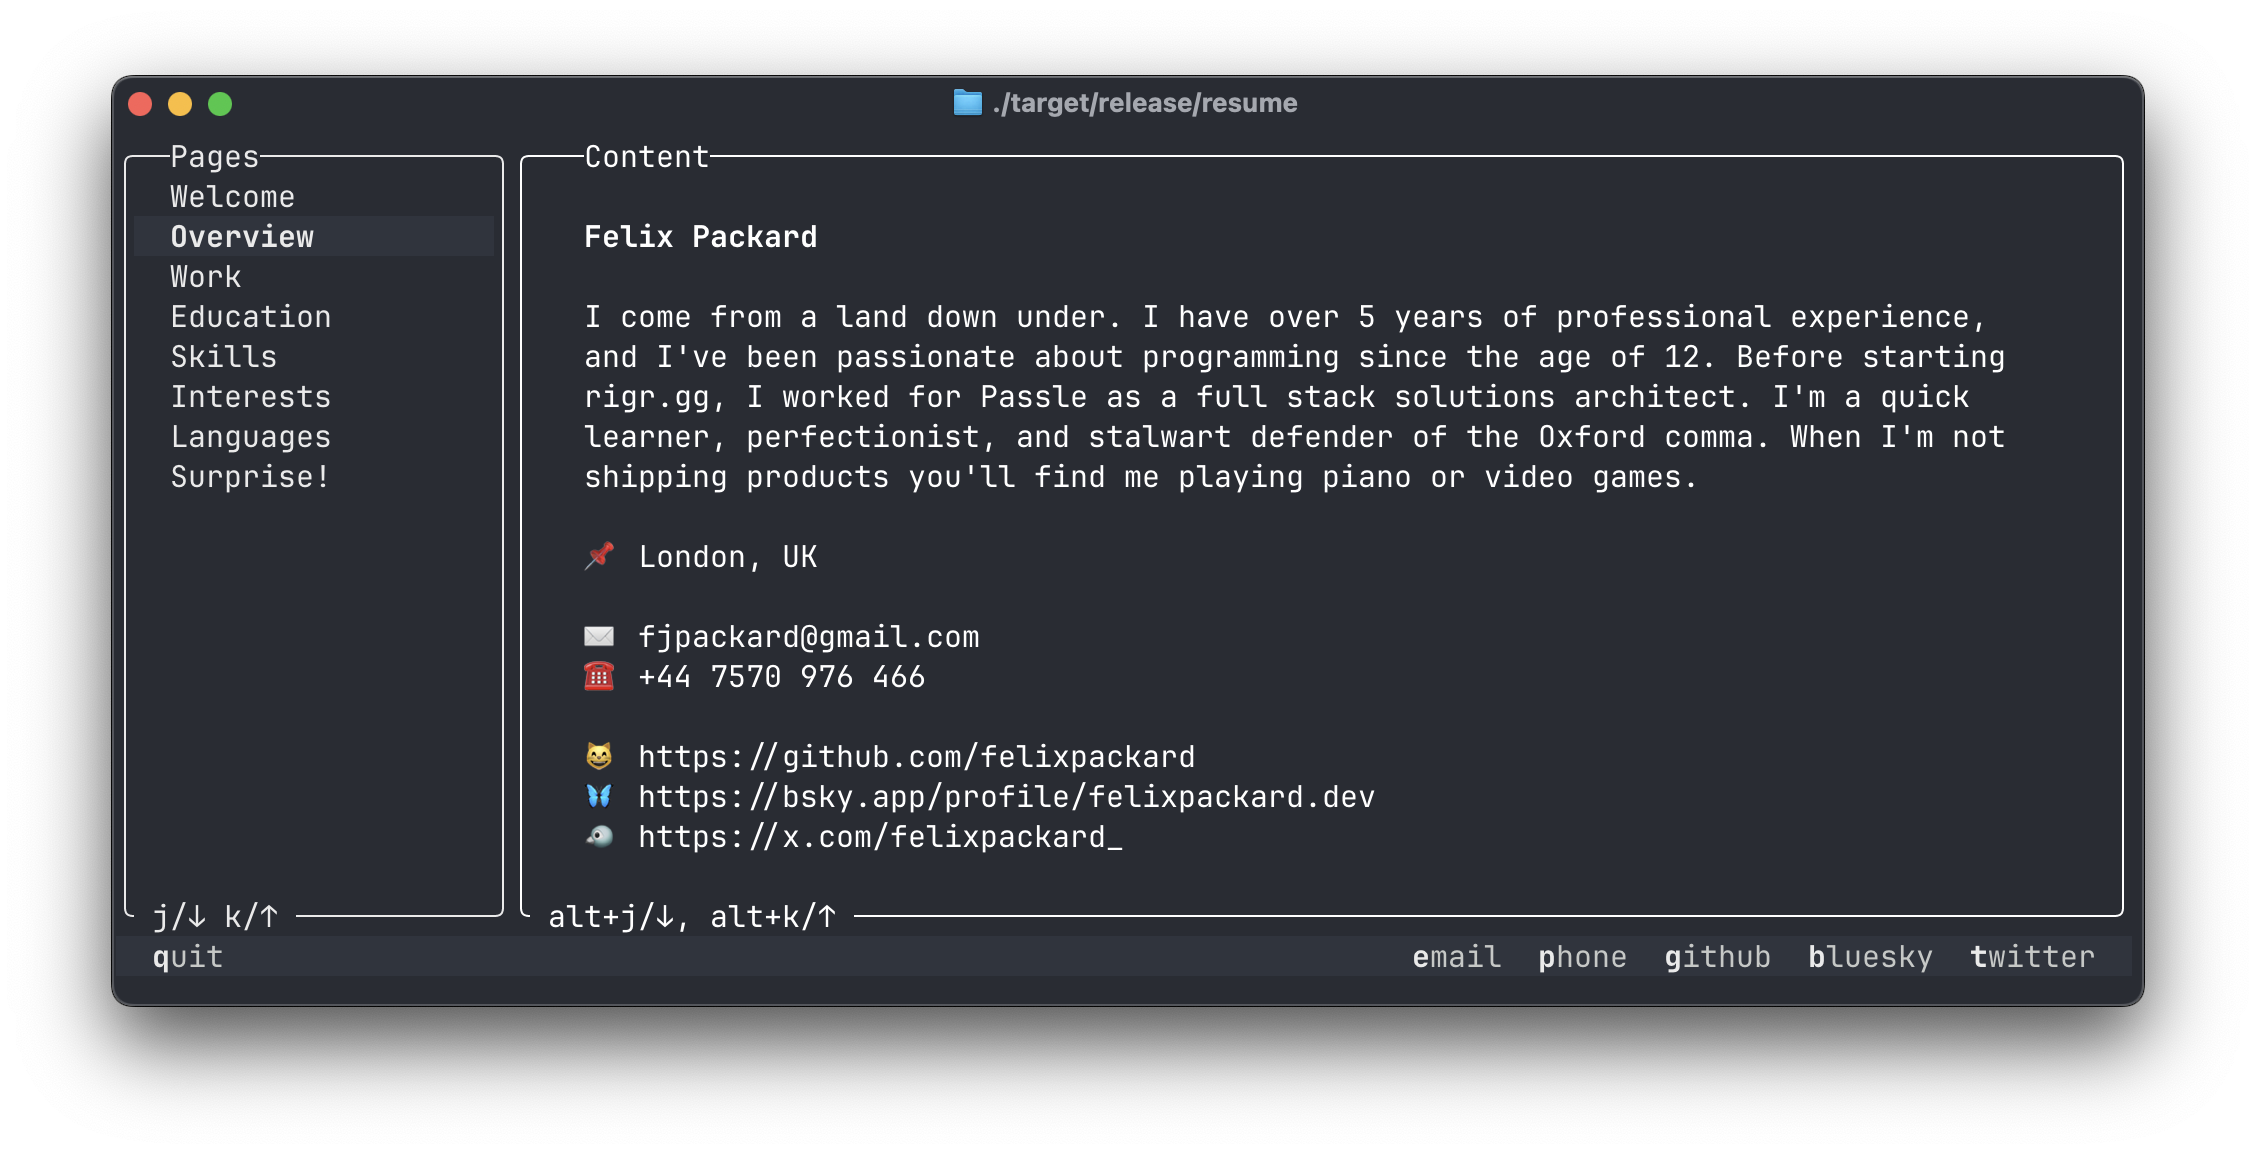 ./target/release/resume
Pages
Welcome
Overview
Work
Education
Skills
Interests
Languages
Surprise!
j/↓ k/↑
Content
Felix Packard
I come from a land down under. I have over 5 years of professional experience,
and I've been passionate about programming since the age of 12. Before starting
rigr.gg, I worked for Passle as a full stack solutions architect. I'm a quick
learner, perfectionist, and stalwart defender of the Oxford comma. When I'm not
shipping products you'll find me playing piano or video games.
London, UK
fjpackard@gmail.com
+44 7570 976 466
https://github.com/felixpackard
https://bsky.app/profile/felixpackard.dev
https://x.com/felixpackard_
alt+j/↓, alt+k/↑
quit
email phone github bluesky twitter